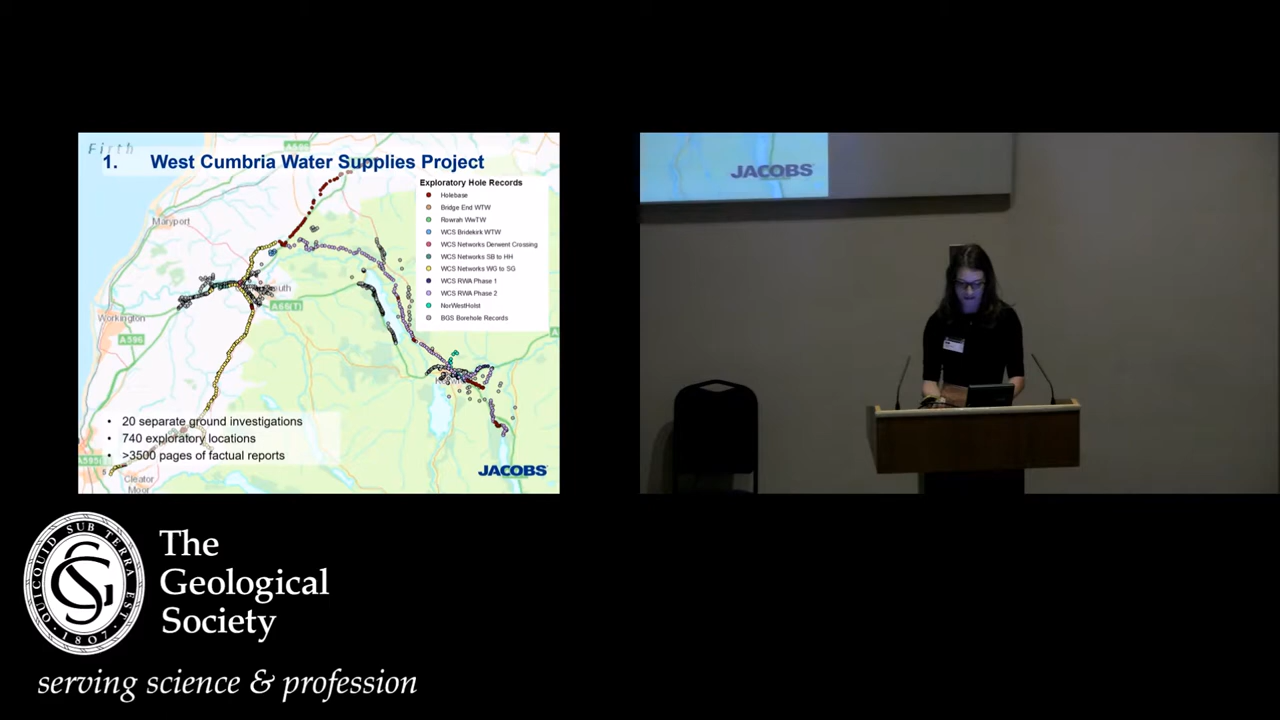 Firth
A596
1. West Cumbria Water Supplies Project
Exploratory Hole Records
Holebase
Bridge End WTW
Rowrah WwTW
WCS Bridekirk WTW
WCS Networks Derwent Crossing
WCS Networks SB to HH
WCS Networks WG to SG
WCS RWA Phase 1
WCS RWA Phase 2
NorWestHolst
BGS Borehole Records
Maryport
A66(T)
Workington
A596
• 20 separate ground investigations
• 740 exploratory locations
• >3500 pages of factual reports
Cleator
Moor
JACOBS
JACOBS
QUICQUID SUB TERRA EST
1807
The
Geological
Society
serving science & profession